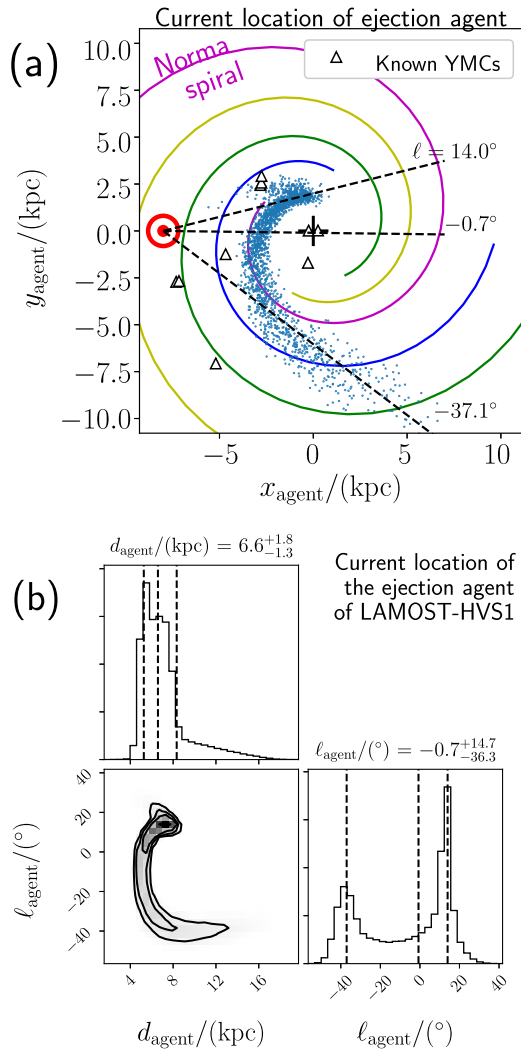 Current location of ejection agent
(a)
Norma
spiral
Known YMCs
ℓ = 14.0°
−0.7°
−37.1°
10.0
7.5
5.0
2.5
0.0
−2.5
−5.0
−7.5
−10.0
y_agent/(kpc)
−5
0
5
10
x_agent/(kpc)
d_agent/(kpc) = 6.6^{+1.8}_{−1.3}
(b)
Current location of
the ejection agent
of LAMOST-HVS1
ℓ_agent/(°) = −0.7^{+14.7}_{−36.3}
40
20
0
−20
−40
ℓ_agent/(°)
4
8
12
16
d_agent/(kpc)
−40
−20
0
20
40
ℓ_agent/(°)